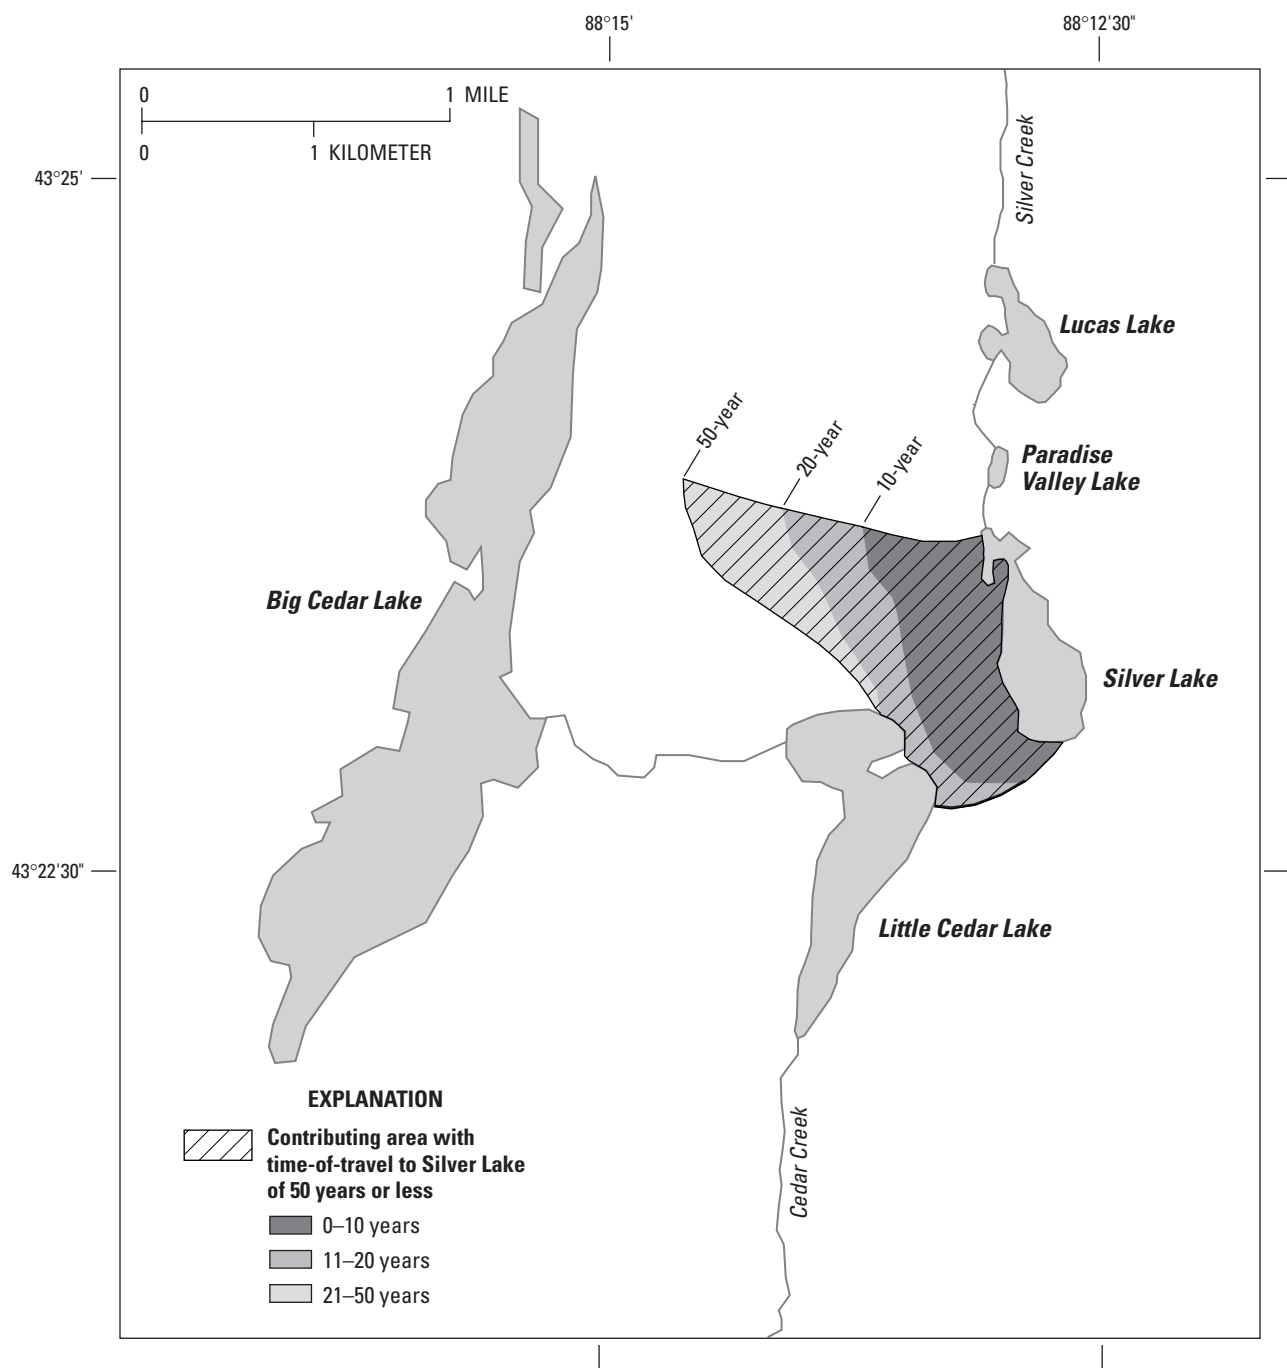 88°15'
88°12'30"
0
1 MILE
0
1 KILOMETER
43°25'
Silver Creek
Lucas Lake
50-year
20-year
10-year
Paradise
Valley Lake
Big Cedar Lake
Silver Lake
43°22'30"
Little Cedar Lake
EXPLANATION
Contributing area with
time-of-travel to Silver Lake
of 50 years or less
0–10 years
11–20 years
21–50 years
Cedar Creek